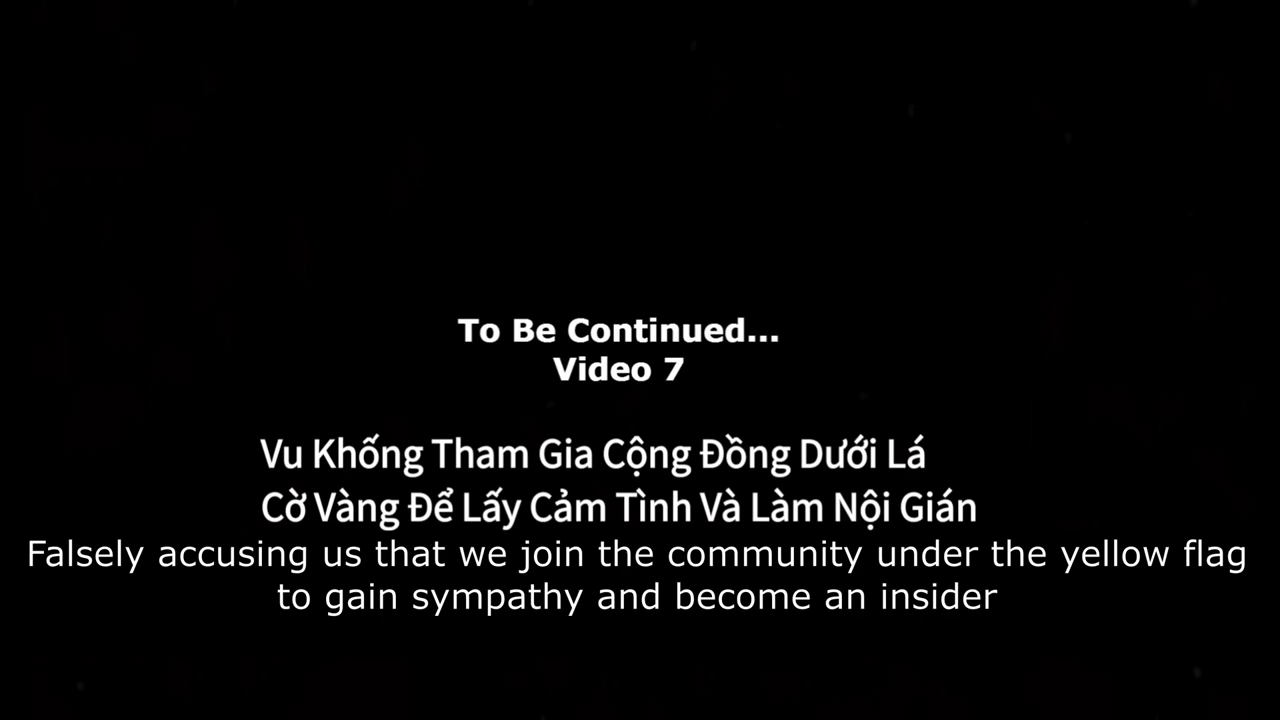 To Be Continued...
Video 7
Vu Khống Tham Gia Cộng Đồng Dưới Lá
Cờ Vàng Để Lấy Cảm Tình Và Làm Nội Gián
Falsely accusing us that we join the community under the yellow flag
to gain sympathy and become an insider